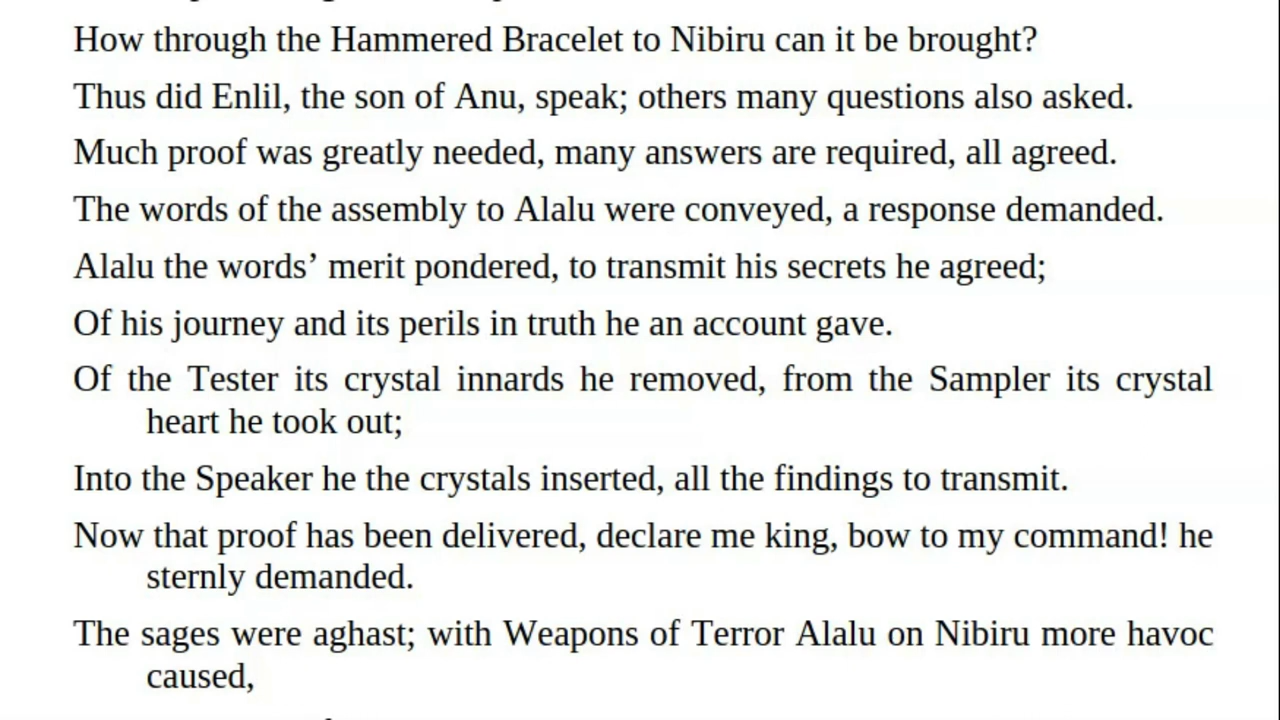 How through the Hammered Bracelet to Nibiru can it be brought?
Thus did Enlil, the son of Anu, speak; others many questions also asked.
Much proof was greatly needed, many answers are required, all agreed.
The words of the assembly to Alalu were conveyed, a response demanded.
Alalu the words’ merit pondered, to transmit his secrets he agreed;
Of his journey and its perils in truth he an account gave.
Of the Tester its crystal innards he removed, from the Sampler its crystal
heart he took out;
Into the Speaker he the crystals inserted, all the findings to transmit.
Now that proof has been delivered, declare me king, bow to my command! he
sternly demanded.
The sages were aghast; with Weapons of Terror Alalu on Nibiru more havoc
caused,